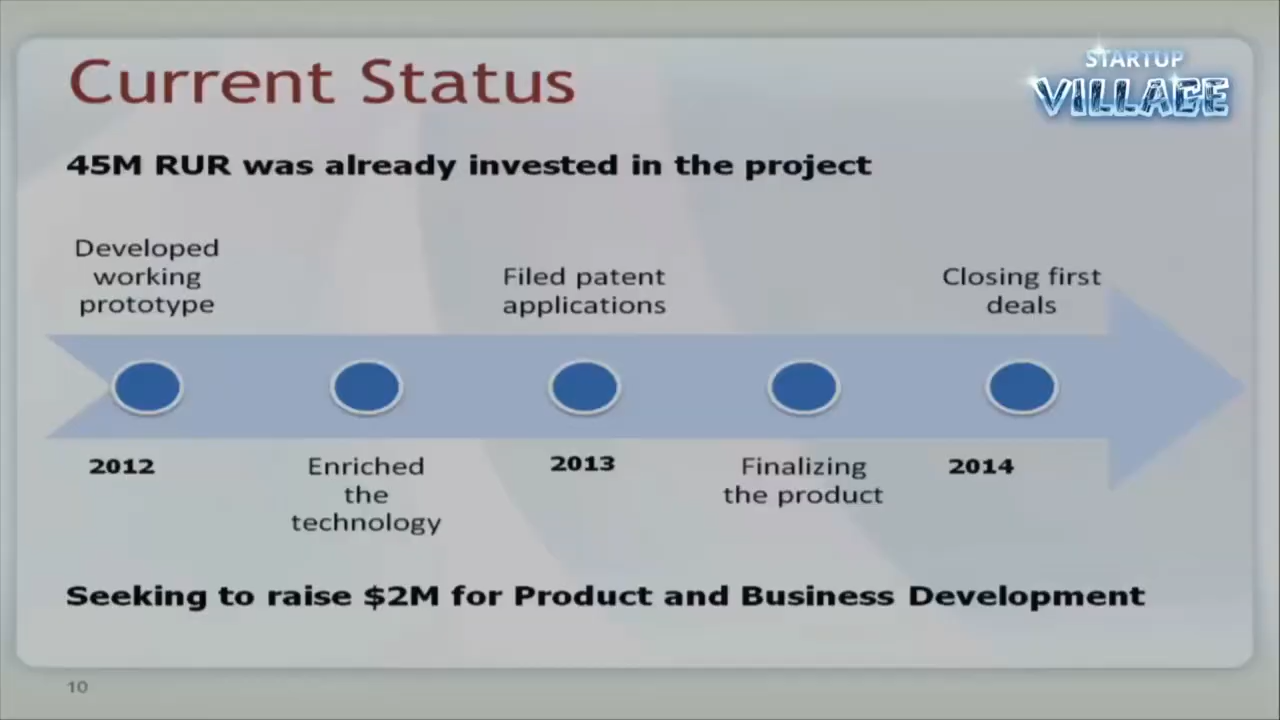 Current Status
STARTUP
VILLAGE
45M RUR was already invested in the project
Developed
working
prototype
Filed patent
applications
Closing first
deals
2012
Enriched
the
technology
2013
Finalizing
the product
2014
Seeking to raise $2M for Product and Business Development
10